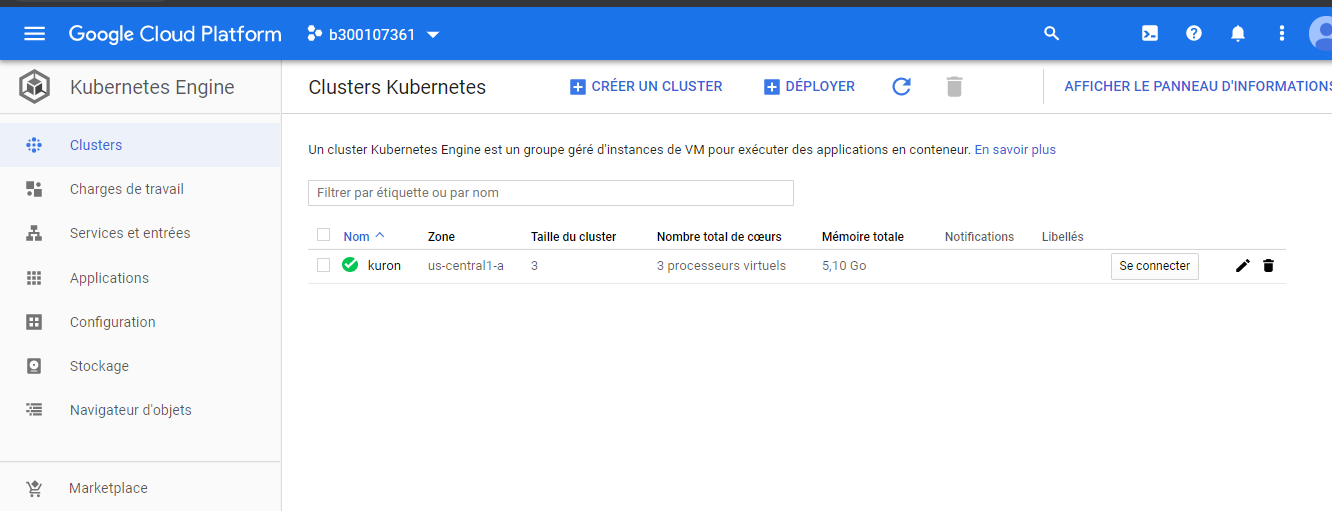 Google Cloud Platform b300107361
Kubernetes Engine
Clusters Kubernetes CRÉER UN CLUSTER DÉPLOYER AFFICHER LE PANNEAU D'INFORMATIONS
Clusters
Charges de travail
Services et entrées
Applications
Configuration
Stockage
Navigateur d'objets
Marketplace
Un cluster Kubernetes Engine est un groupe géré d'instances de VM pour exécuter des applications en conteneur. En savoir plus
Filtrer par étiquette ou par nom
Nom Zone Taille du cluster Nombre total de cœurs Mémoire totale Notifications Libellés
kuron us-central1-a 3 3 processeurs virtuels 5,10 Go Se connecter